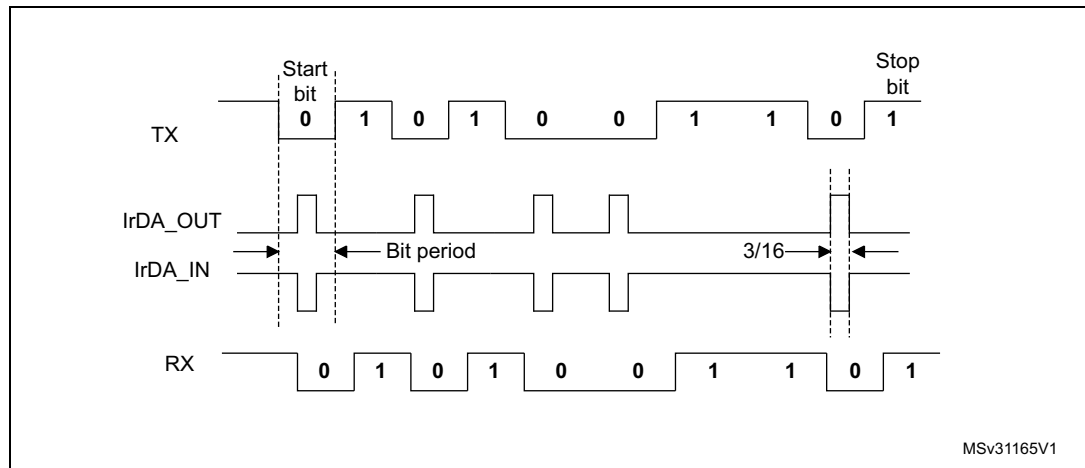 Start
bit
Stop
bit
TX
0 1 0 1 0 0 1 1 0 1
IrDA_OUT
Bit period
3/16
IrDA_IN
RX
0 1 0 1 0 0 1 1 0 1
MSv31165V1